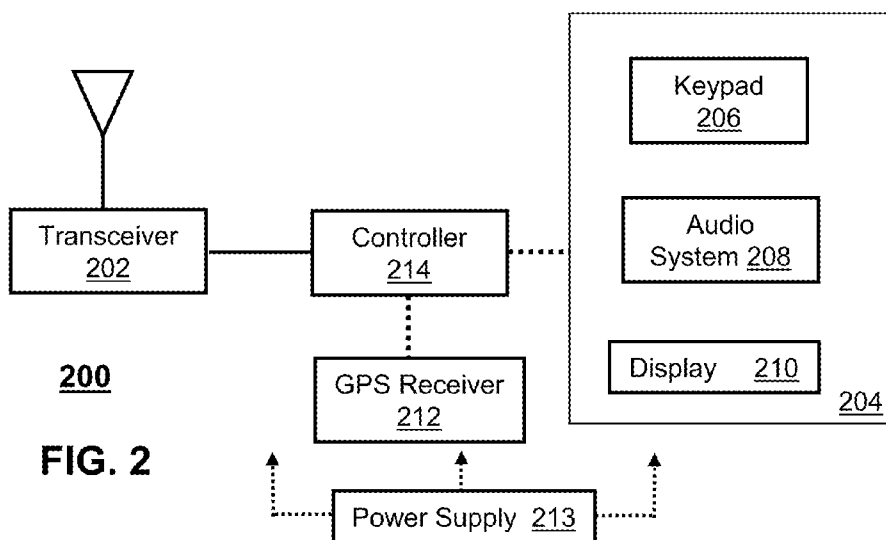 Keypad
206
Transceiver
202
Controller
214
Audio
System 208
Display 210
204
GPS Receiver
212
200
FIG. 2
Power Supply 213